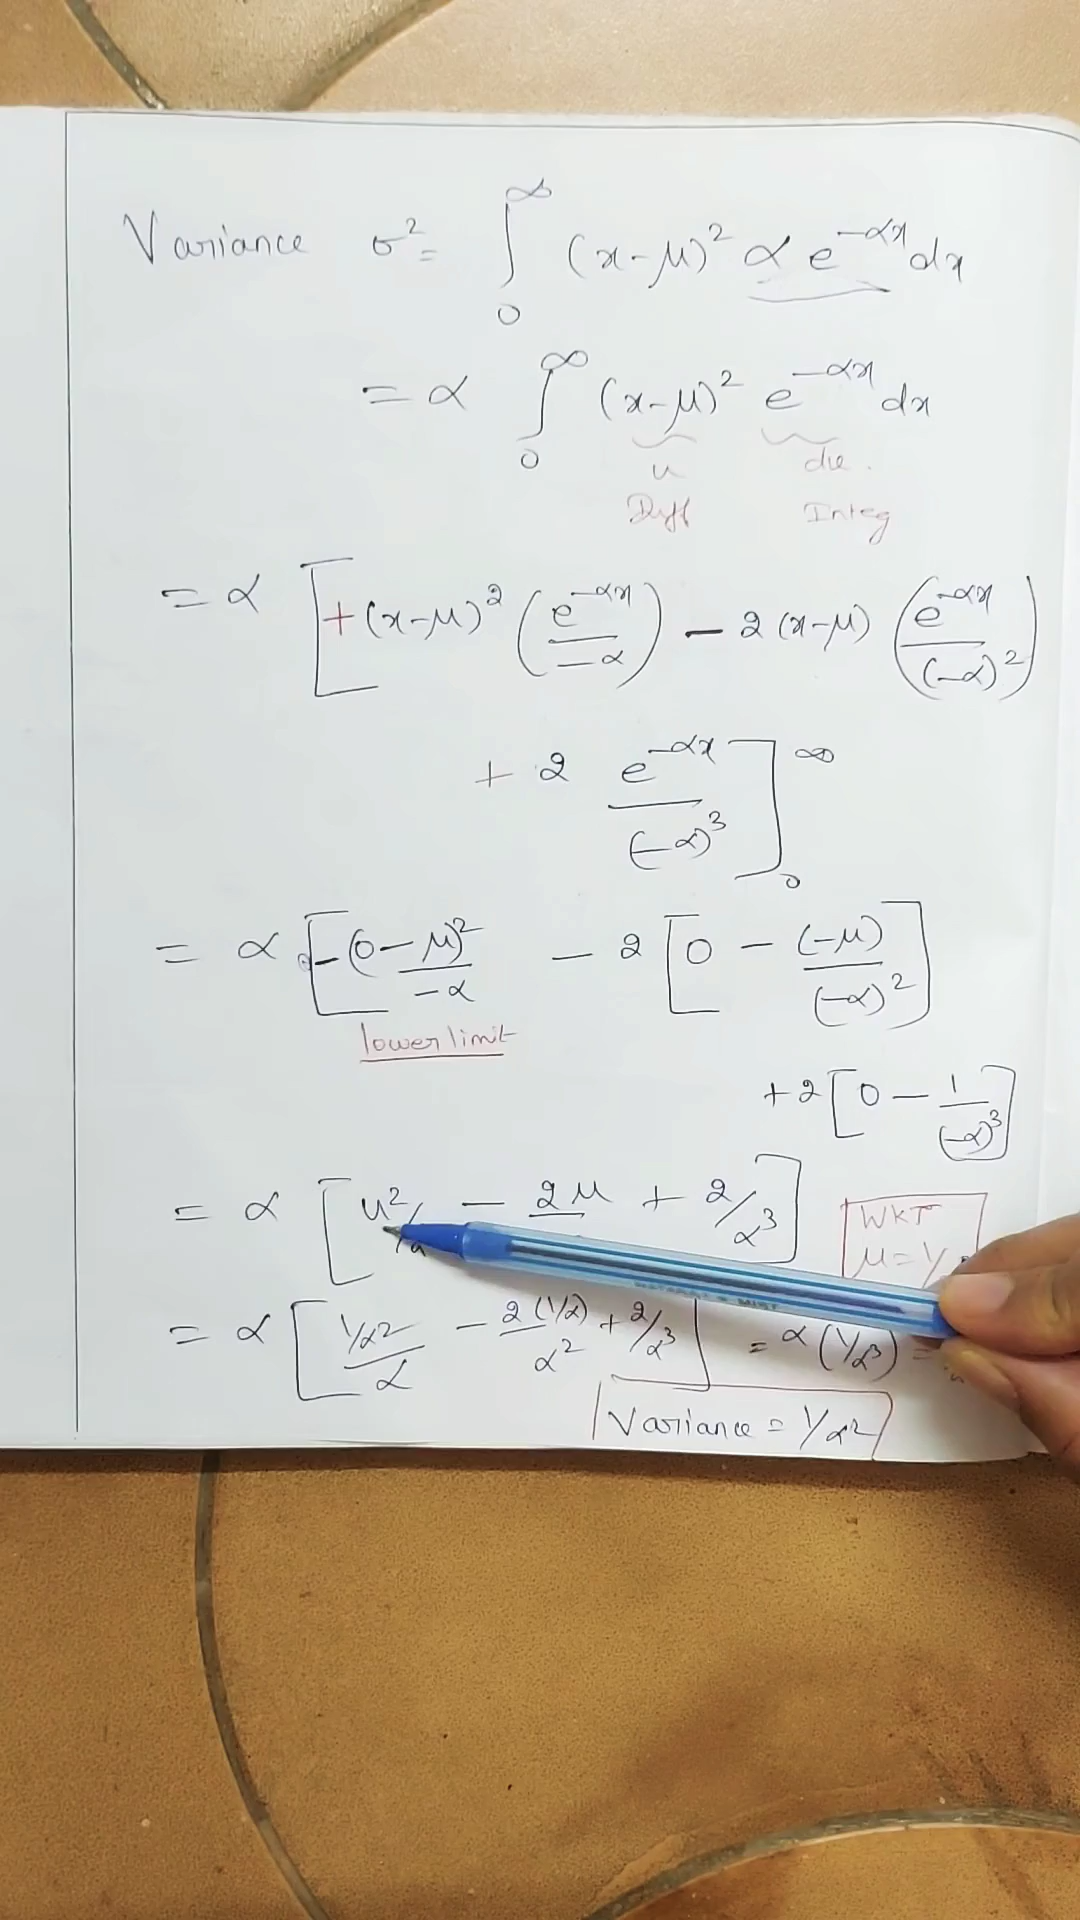 Variance σ² = ∫₀^∞ (x-μ)² α e^{-αx} dx
= α ∫₀^∞ (x-μ)² e^{-αx} dx
u dv.
Diff Integ
= α [+(x-μ)² (e^{-αx}/-α) - 2(x-μ) (e^{-αx}/(-α)²)
+ 2 e^{-αx}/(-α)³]₀^∞
= α [-(0-μ)²/-α - 2[0 - (-μ)/(-α)²]
lower limit
+2[0 - 1/(-α)³]
= α [μ²/α - 2μ + 2/α³]
WKT
μ = 1/
= α [1/α²/α - 2(1/α)/α² + 2/α³] = α(1/α³) =
Variance = 1/α²